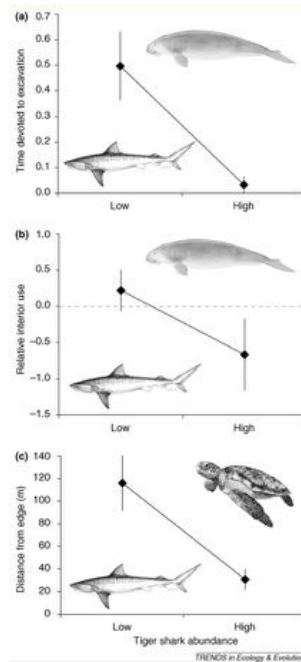 (a)
Time devoted to excavation
0.7
0.6
0.5
0.4
0.3
0.2
0.1
0.0
Low High
(b)
Relative interior use
1.0
0.5
0.0
−0.5
−1.0
−1.5
Low High
(c)
Distance from edge (m)
140
120
100
80
60
40
20
0
Low High
Tiger shark abundance
TRENDS in Ecology & Evolution